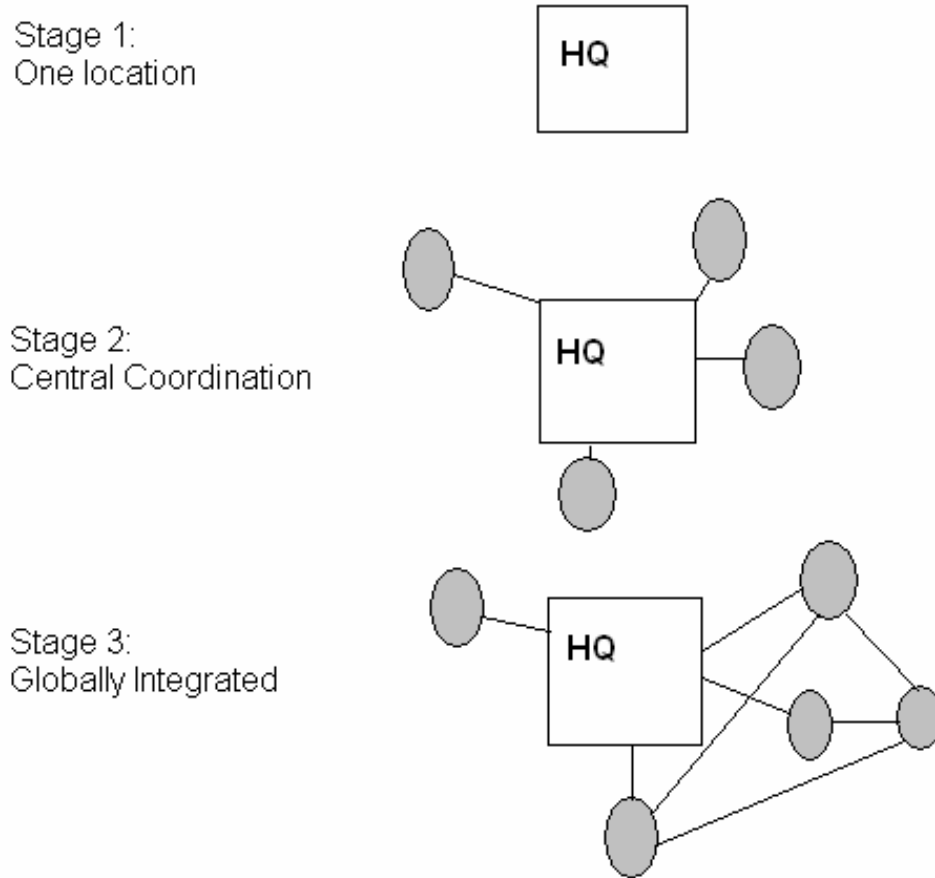 Stage 1:
One location
HQ
Stage 2:
Central Coordination
HQ
Stage 3:
Globally Integrated
HQ